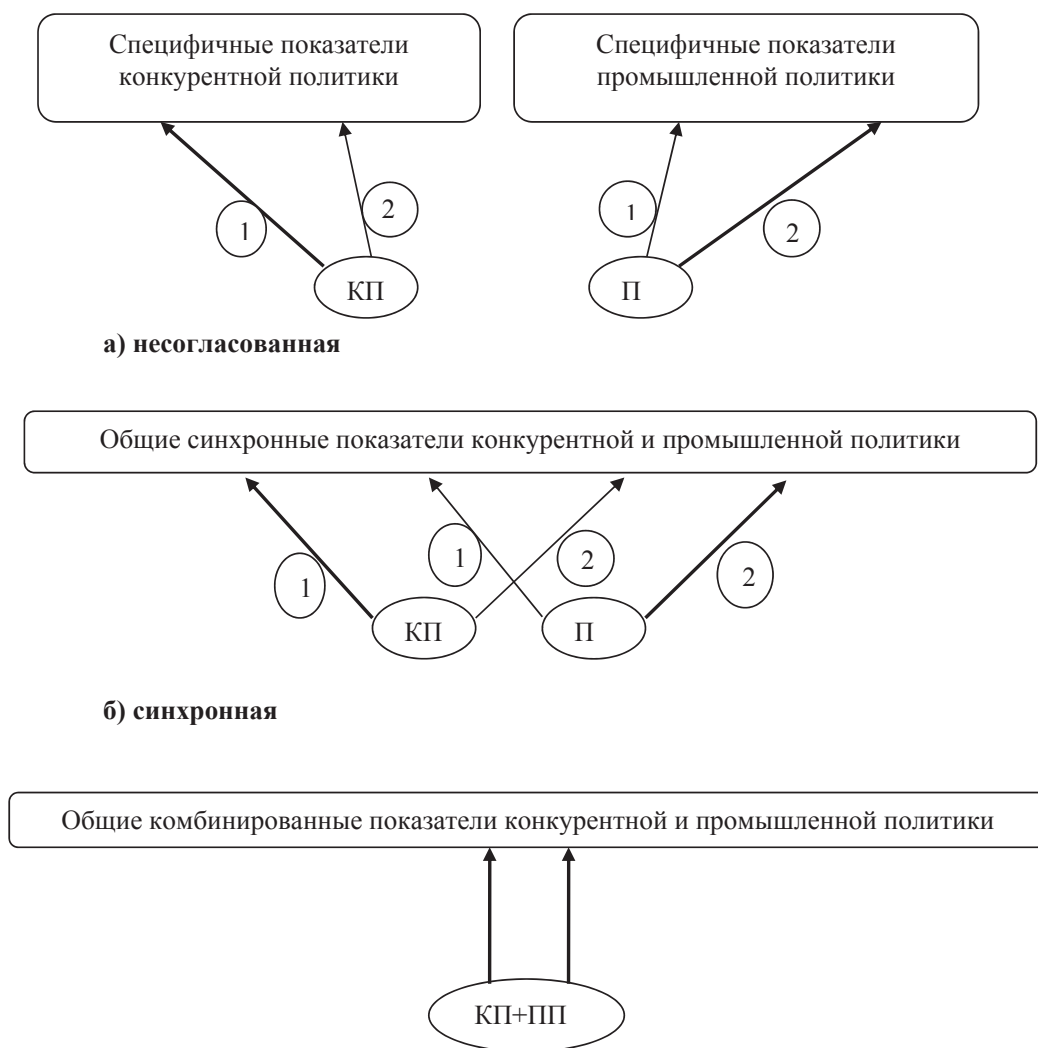 Специфичные показатели
конкурентной политики
Специфичные показатели
промышленной политики
1
2
1
2
КП
П
а) несогласованная
Общие синхронные показатели конкурентной и промышленной политики
1
1
2
2
КП
П
б) синхронная
Общие комбинированные показатели конкурентной и промышленной политики
КП+ПП